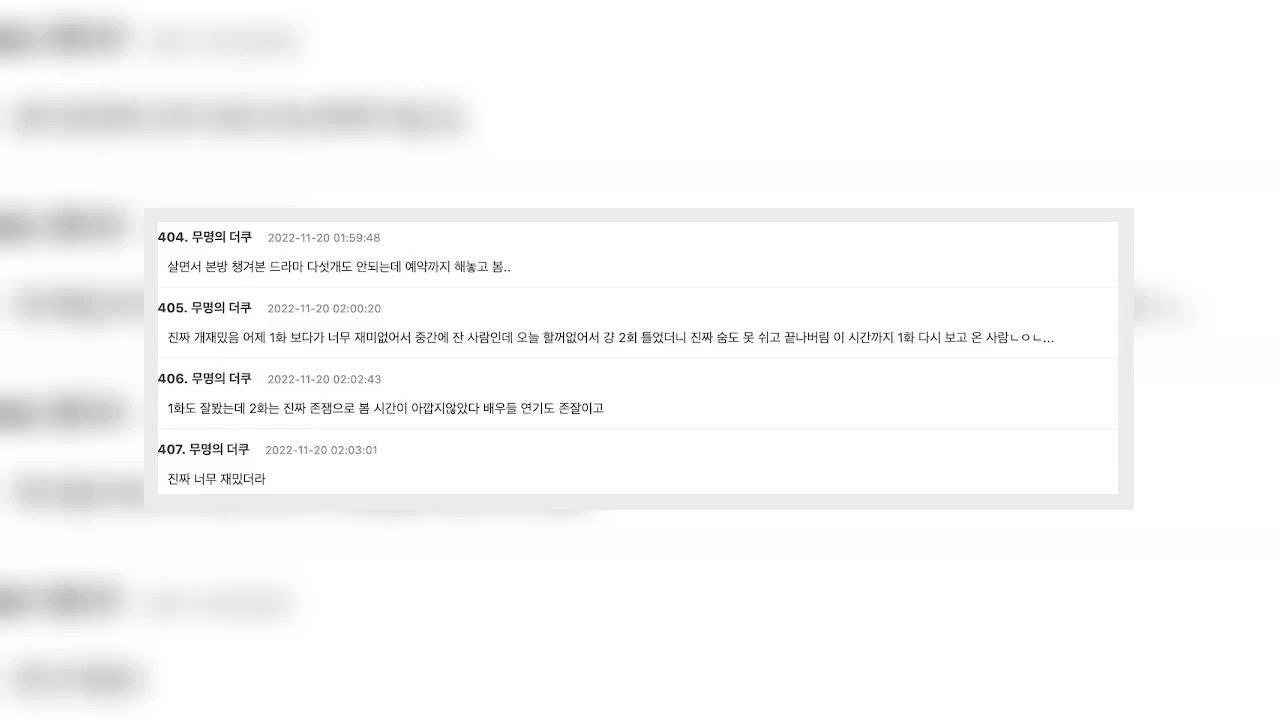 404. 무명의 더쿠 2022-11-20 01:59:48
살면서 본방 챙겨본 드라마 다섯개도 안되는데 예약까지 해놓고 봄..
405. 무명의 더쿠 2022-11-20 02:00:20
진짜 개재밌음 어제 1화 보다가 너무 재미없어서 중간에 잔 사람인데 오늘 할꺼없어서 걍 2회 틀었더니 진짜 숨도 못 쉬고 끝나버림 이 시간까지 1화 다시 보고 온 사람ㄴㅇㄴ...
406. 무명의 더쿠 2022-11-20 02:02:43
1화도 잘봤는데 2화는 진짜 존잼으로 봄 시간이 아깝지않았다 배우들 연기도 존잘이고
407. 무명의 더쿠 2022-11-20 02:03:01
진짜 너무 재밌더라